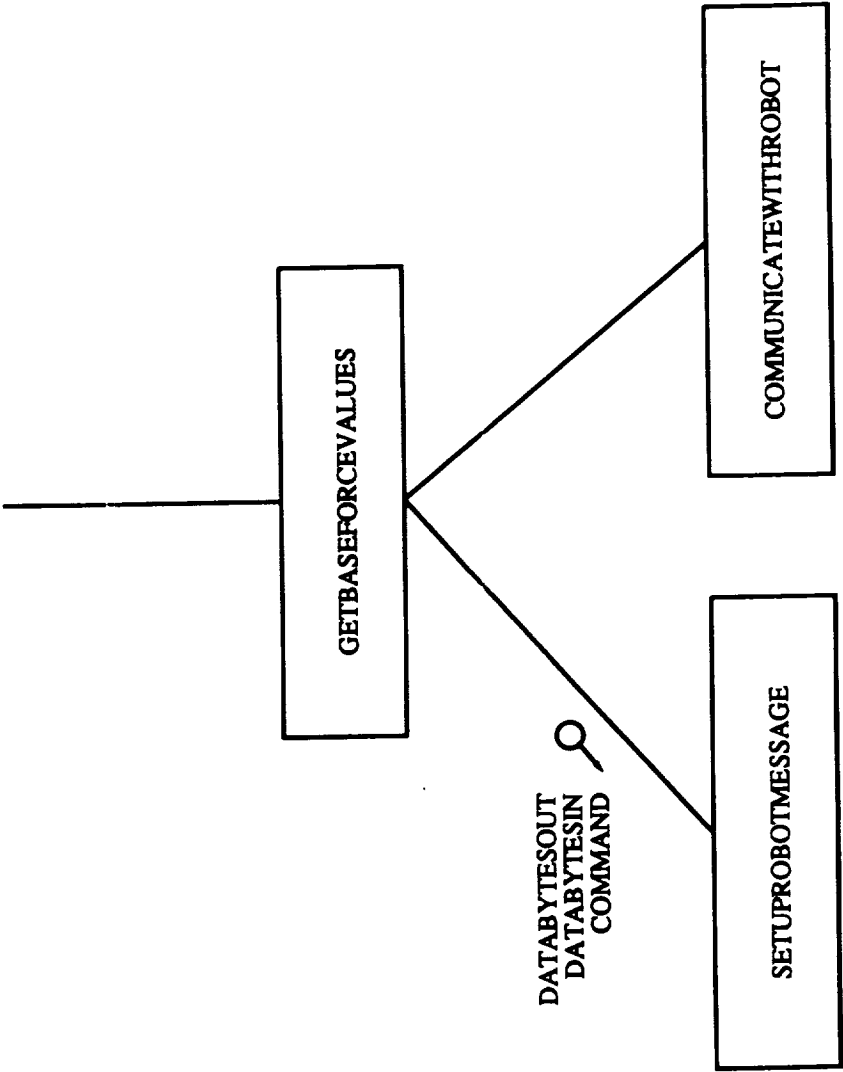 GETBASEFORCEVALUES
DATABYTESOUT
DATABYTESIN
COMMAND
SETUPROBOTMESSAGE
COMMUNICATEWITHROBOT